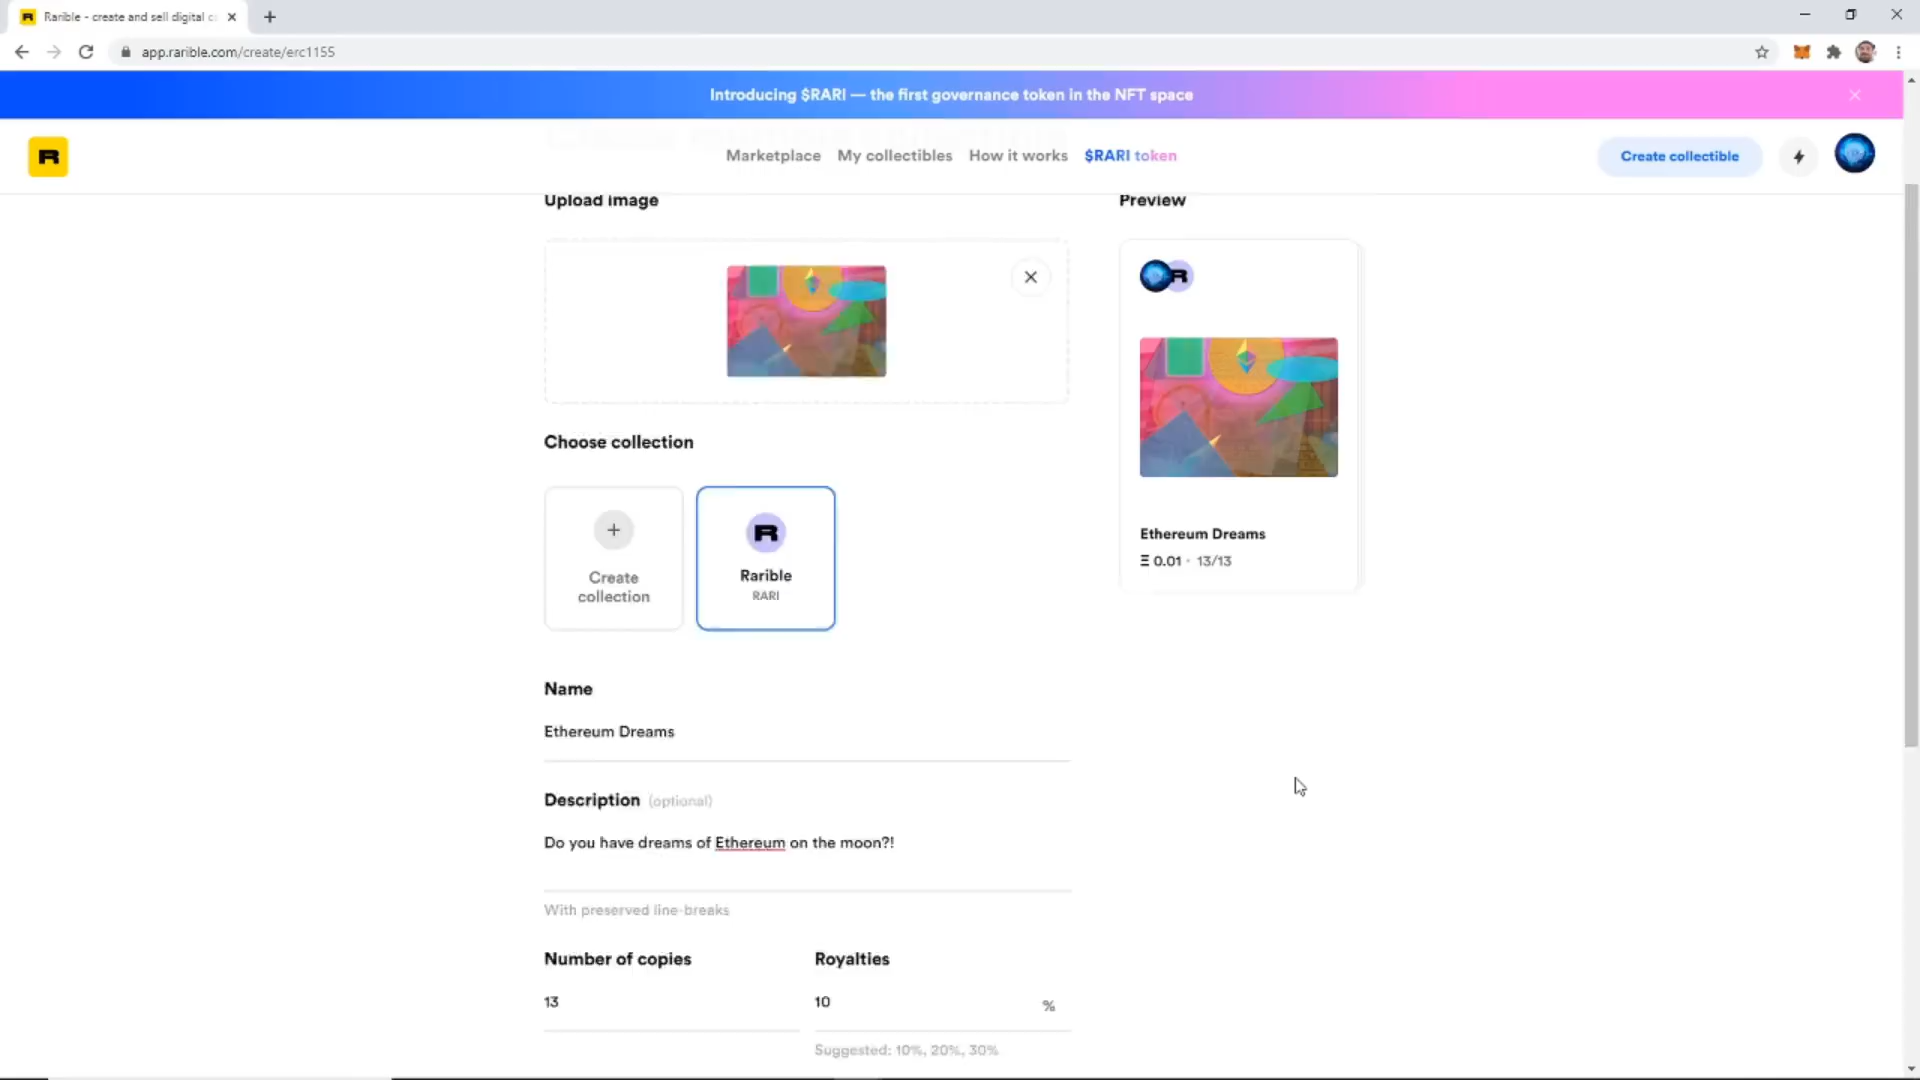 Rarible - create and sell digital c
app.rarible.com/create/erc1155
Introducing $RARI — the first governance token in the NFT space
R
Marketplace
My collectibles
How it works
$RARI token
Create collectible
Upload image
Preview
R
Choose collection
Create
collection
R
Rarible
RARI
Ethereum Dreams
Ξ 0.01 · 13/13
Name
Ethereum Dreams
Description (optional)
Do you have dreams of Ethereum on the moon?!
With preserved line-breaks
Number of copies
Royalties
13
10
%
Suggested: 10%, 20%, 30%